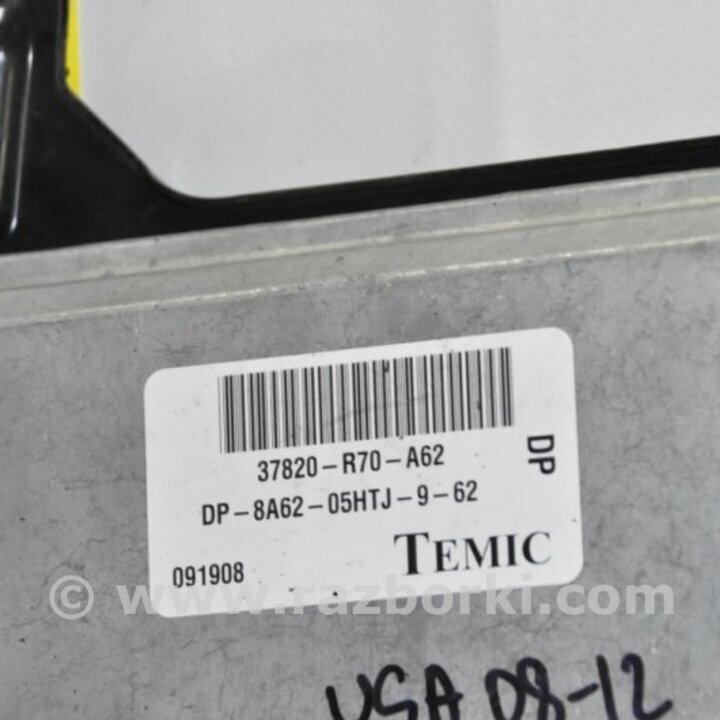 37820-R70-A62
DP-8A62-05HTJ-9-62
DP
091908 TEMIC
© www.razborki.com
USA 08-12